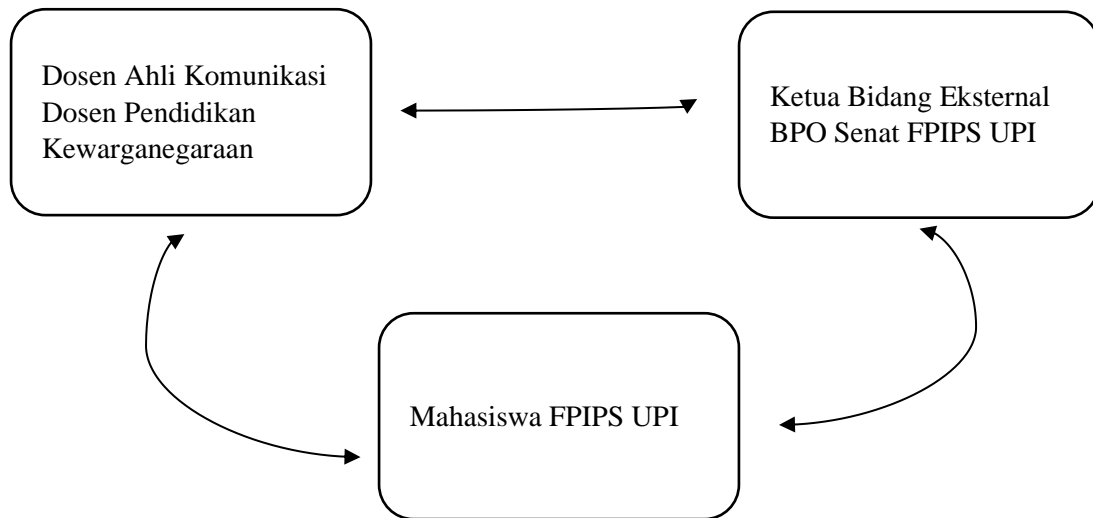 Dosen Ahli Komunikasi
Dosen Pendidikan
Kewarganegaraan
Ketua Bidang Eksternal
BPO Senat FPIPS UPI
Mahasiswa FPIPS UPI